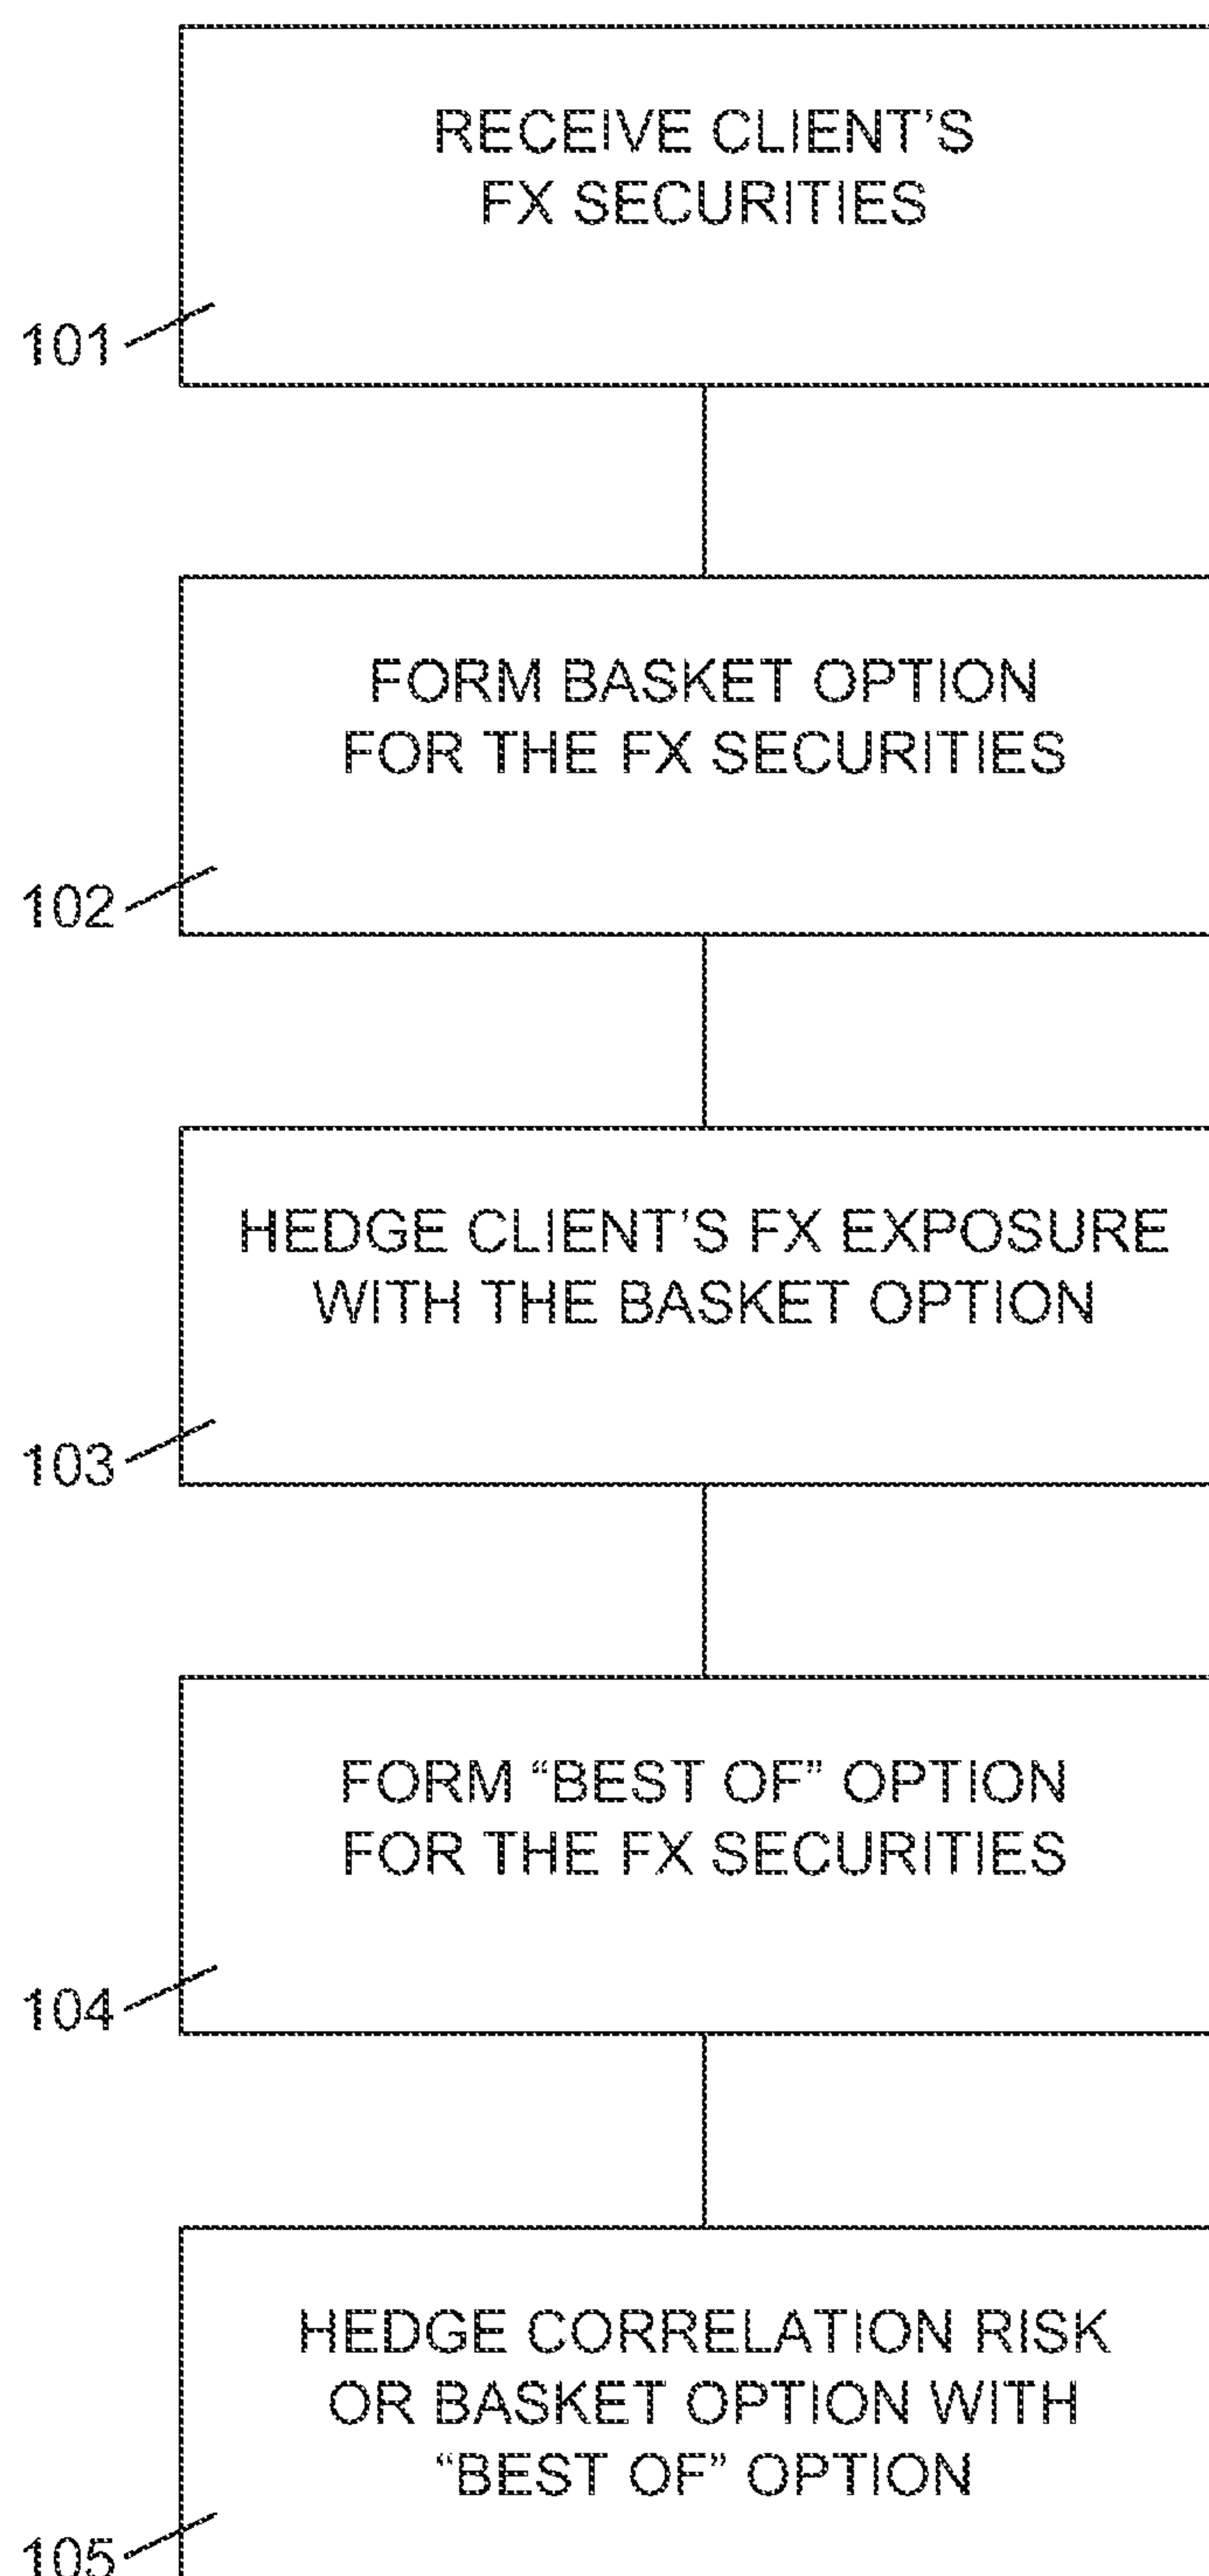 RECEIVE CLIENT’S
FX SECURITIES
101
FORM BASKET OPTION
FOR THE FX SECURITIES
102
HEDGE CLIENT’S FX EXPOSURE
WITH THE BASKET OPTION
103
FORM “BEST OF” OPTION
FOR THE FX SECURITIES
104
HEDGE CORRELATION RISK
OR BASKET OPTION WITH
“BEST OF” OPTION
105